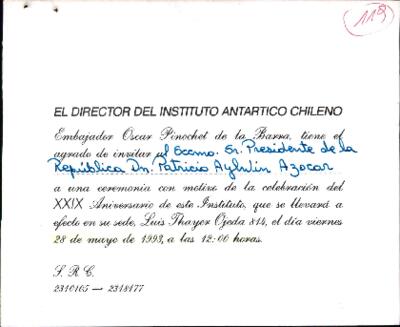 118
EL DIRECTOR DEL INSTITUTO ANTARTICO CHILENO
Embajador Oscar Pinochet de la Barra, tiene el
agrado de invitar al Eccmo. Sr. Presidente de la
República Dn. Patricio Aylwin Azocar
a una ceremonia con motivo de la celebración del
XXIX Aniversario de este Instituto, que se llevará a
efecto en su sede, Luis Thayer Ojeda 814, el día viernes
28 de mayo de 1993, a las 12:00 horas.
S. R. C.
2310105 — 2318177